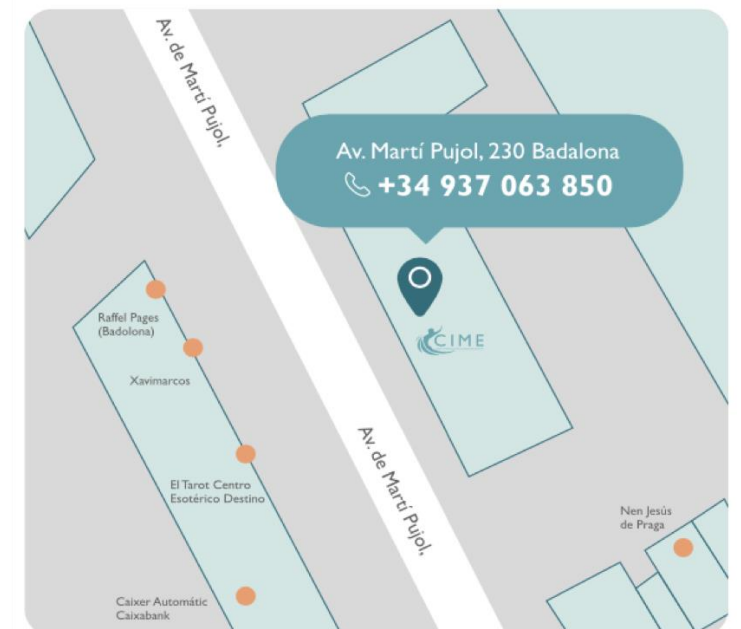 Av. de Martí Pujol,
Av. Martí Pujol, 230 Badalona
+34 937 063 850
CIME
Raffel Pages
(Badolona)
Xavimarcos
Av. de Martí Pujol,
El Tarot Centro
Esotérico Destino
Nen Jesús
de Praga
Caixer Automátic
Caixabank